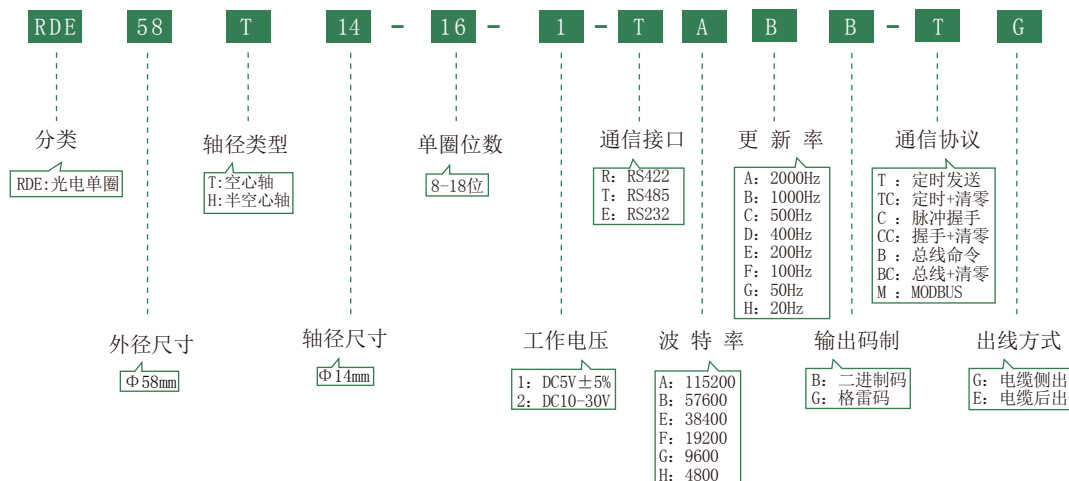 RDE 58 T 14 - 16 - 1 - T A B B - T G
分类
RDE:光电单圈
轴径类型
T:空心轴
H:半空心轴
单圈位数
8-18位
通信接口
R: RS422
T: RS485
E: RS232
更 新 率
A: 2000Hz
B: 1000Hz
C: 500Hz
D: 400Hz
E: 200Hz
F: 100Hz
G: 50Hz
H: 20Hz
通信协议
T : 定时发送
TC: 定时+清零
C : 脉冲握手
CC: 握手+清零
B : 总线命令
BC: 总线+清零
M : MODBUS
外径尺寸
Φ58mm
轴径尺寸
Φ14mm
工作电压
1: DC5V±5%
2: DC10-30V
波 特 率
A: 115200
B: 57600
E: 38400
F: 19200
G: 9600
H: 4800
输出码制
B: 二进制码
G: 格雷码
出线方式
G: 电缆侧出
E: 电缆后出